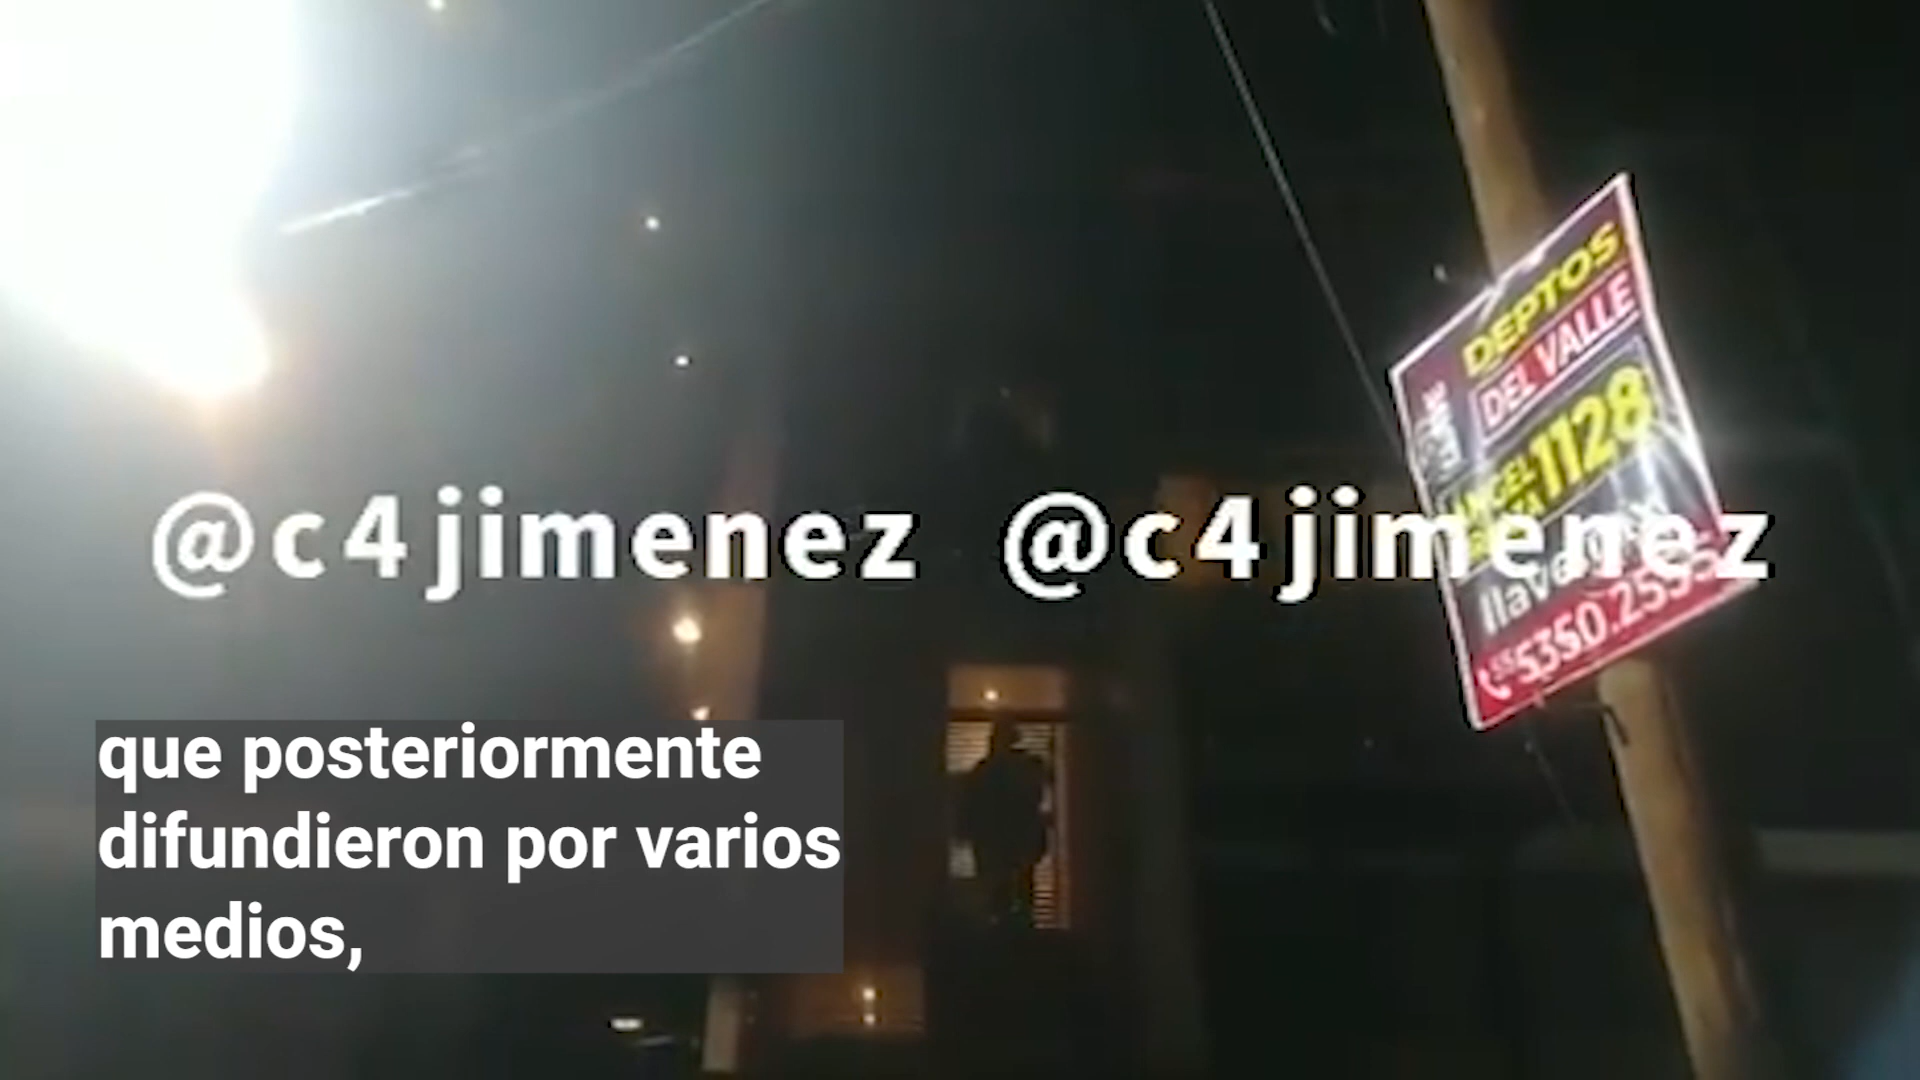 DEPTOS
DEL VALLE
1128
@c4jimenez @c4jimenez
que posteriormente
difundieron por varios
medios,